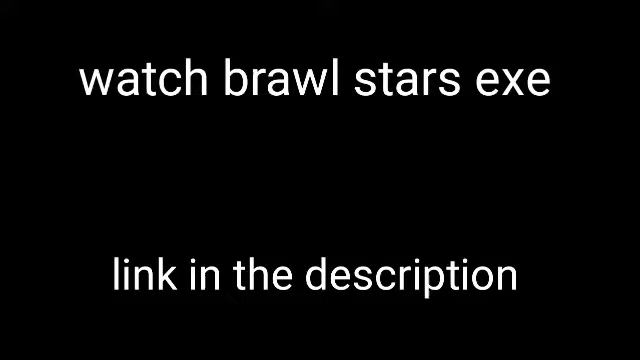 watch brawl stars exe
link in the description